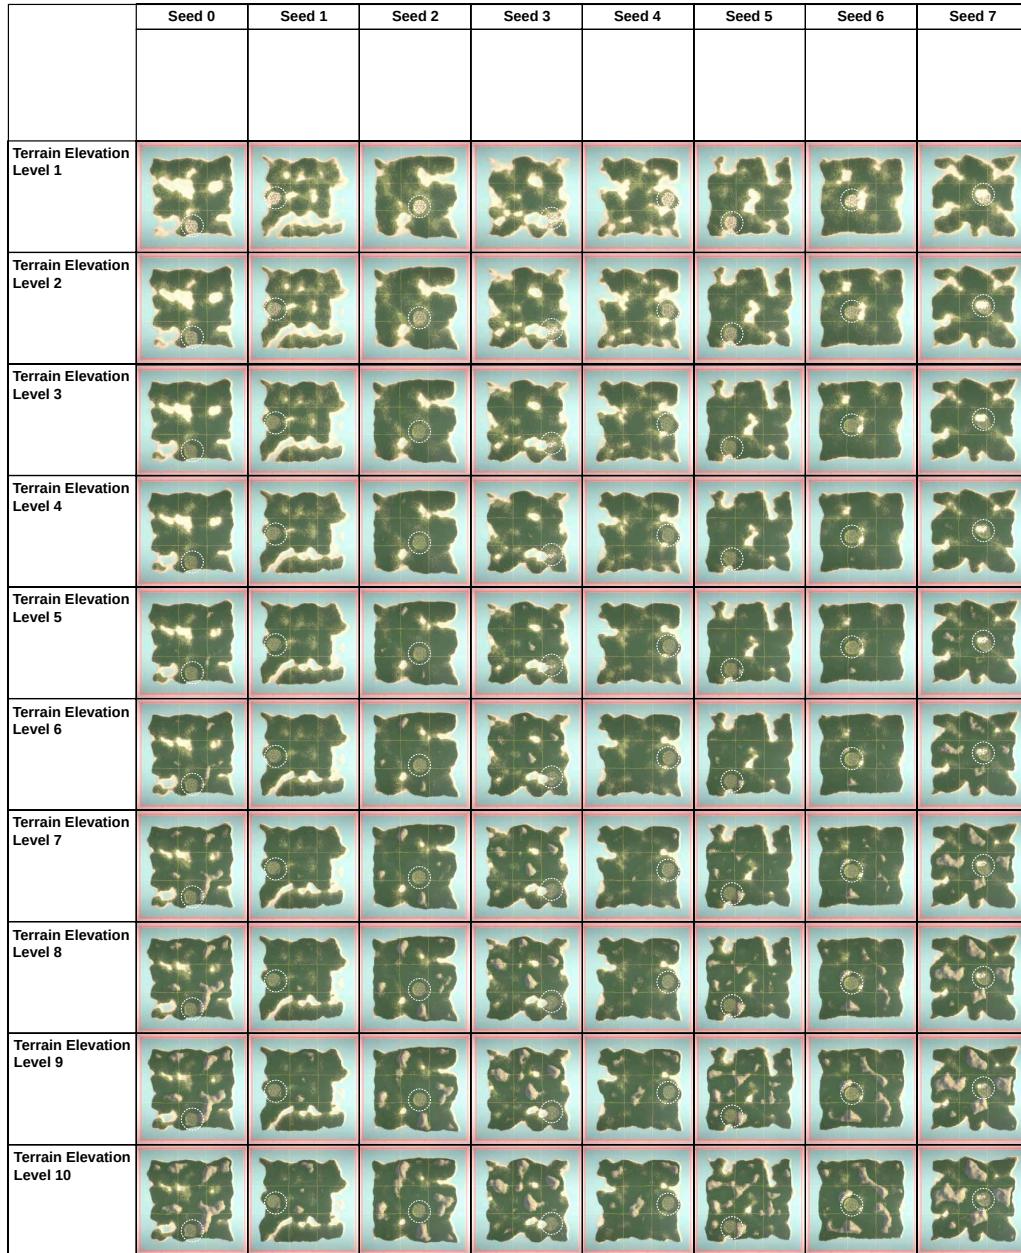 Seed 0 Seed 1 Seed 2 Seed 3 Seed 4 Seed 5 Seed 6 Seed 7
Terrain Elevation
Level 1
Terrain Elevation
Level 2
Terrain Elevation
Level 3
Terrain Elevation
Level 4
Terrain Elevation
Level 5
Terrain Elevation
Level 6
Terrain Elevation
Level 7
Terrain Elevation
Level 8
Terrain Elevation
Level 9
Terrain Elevation
Level 10